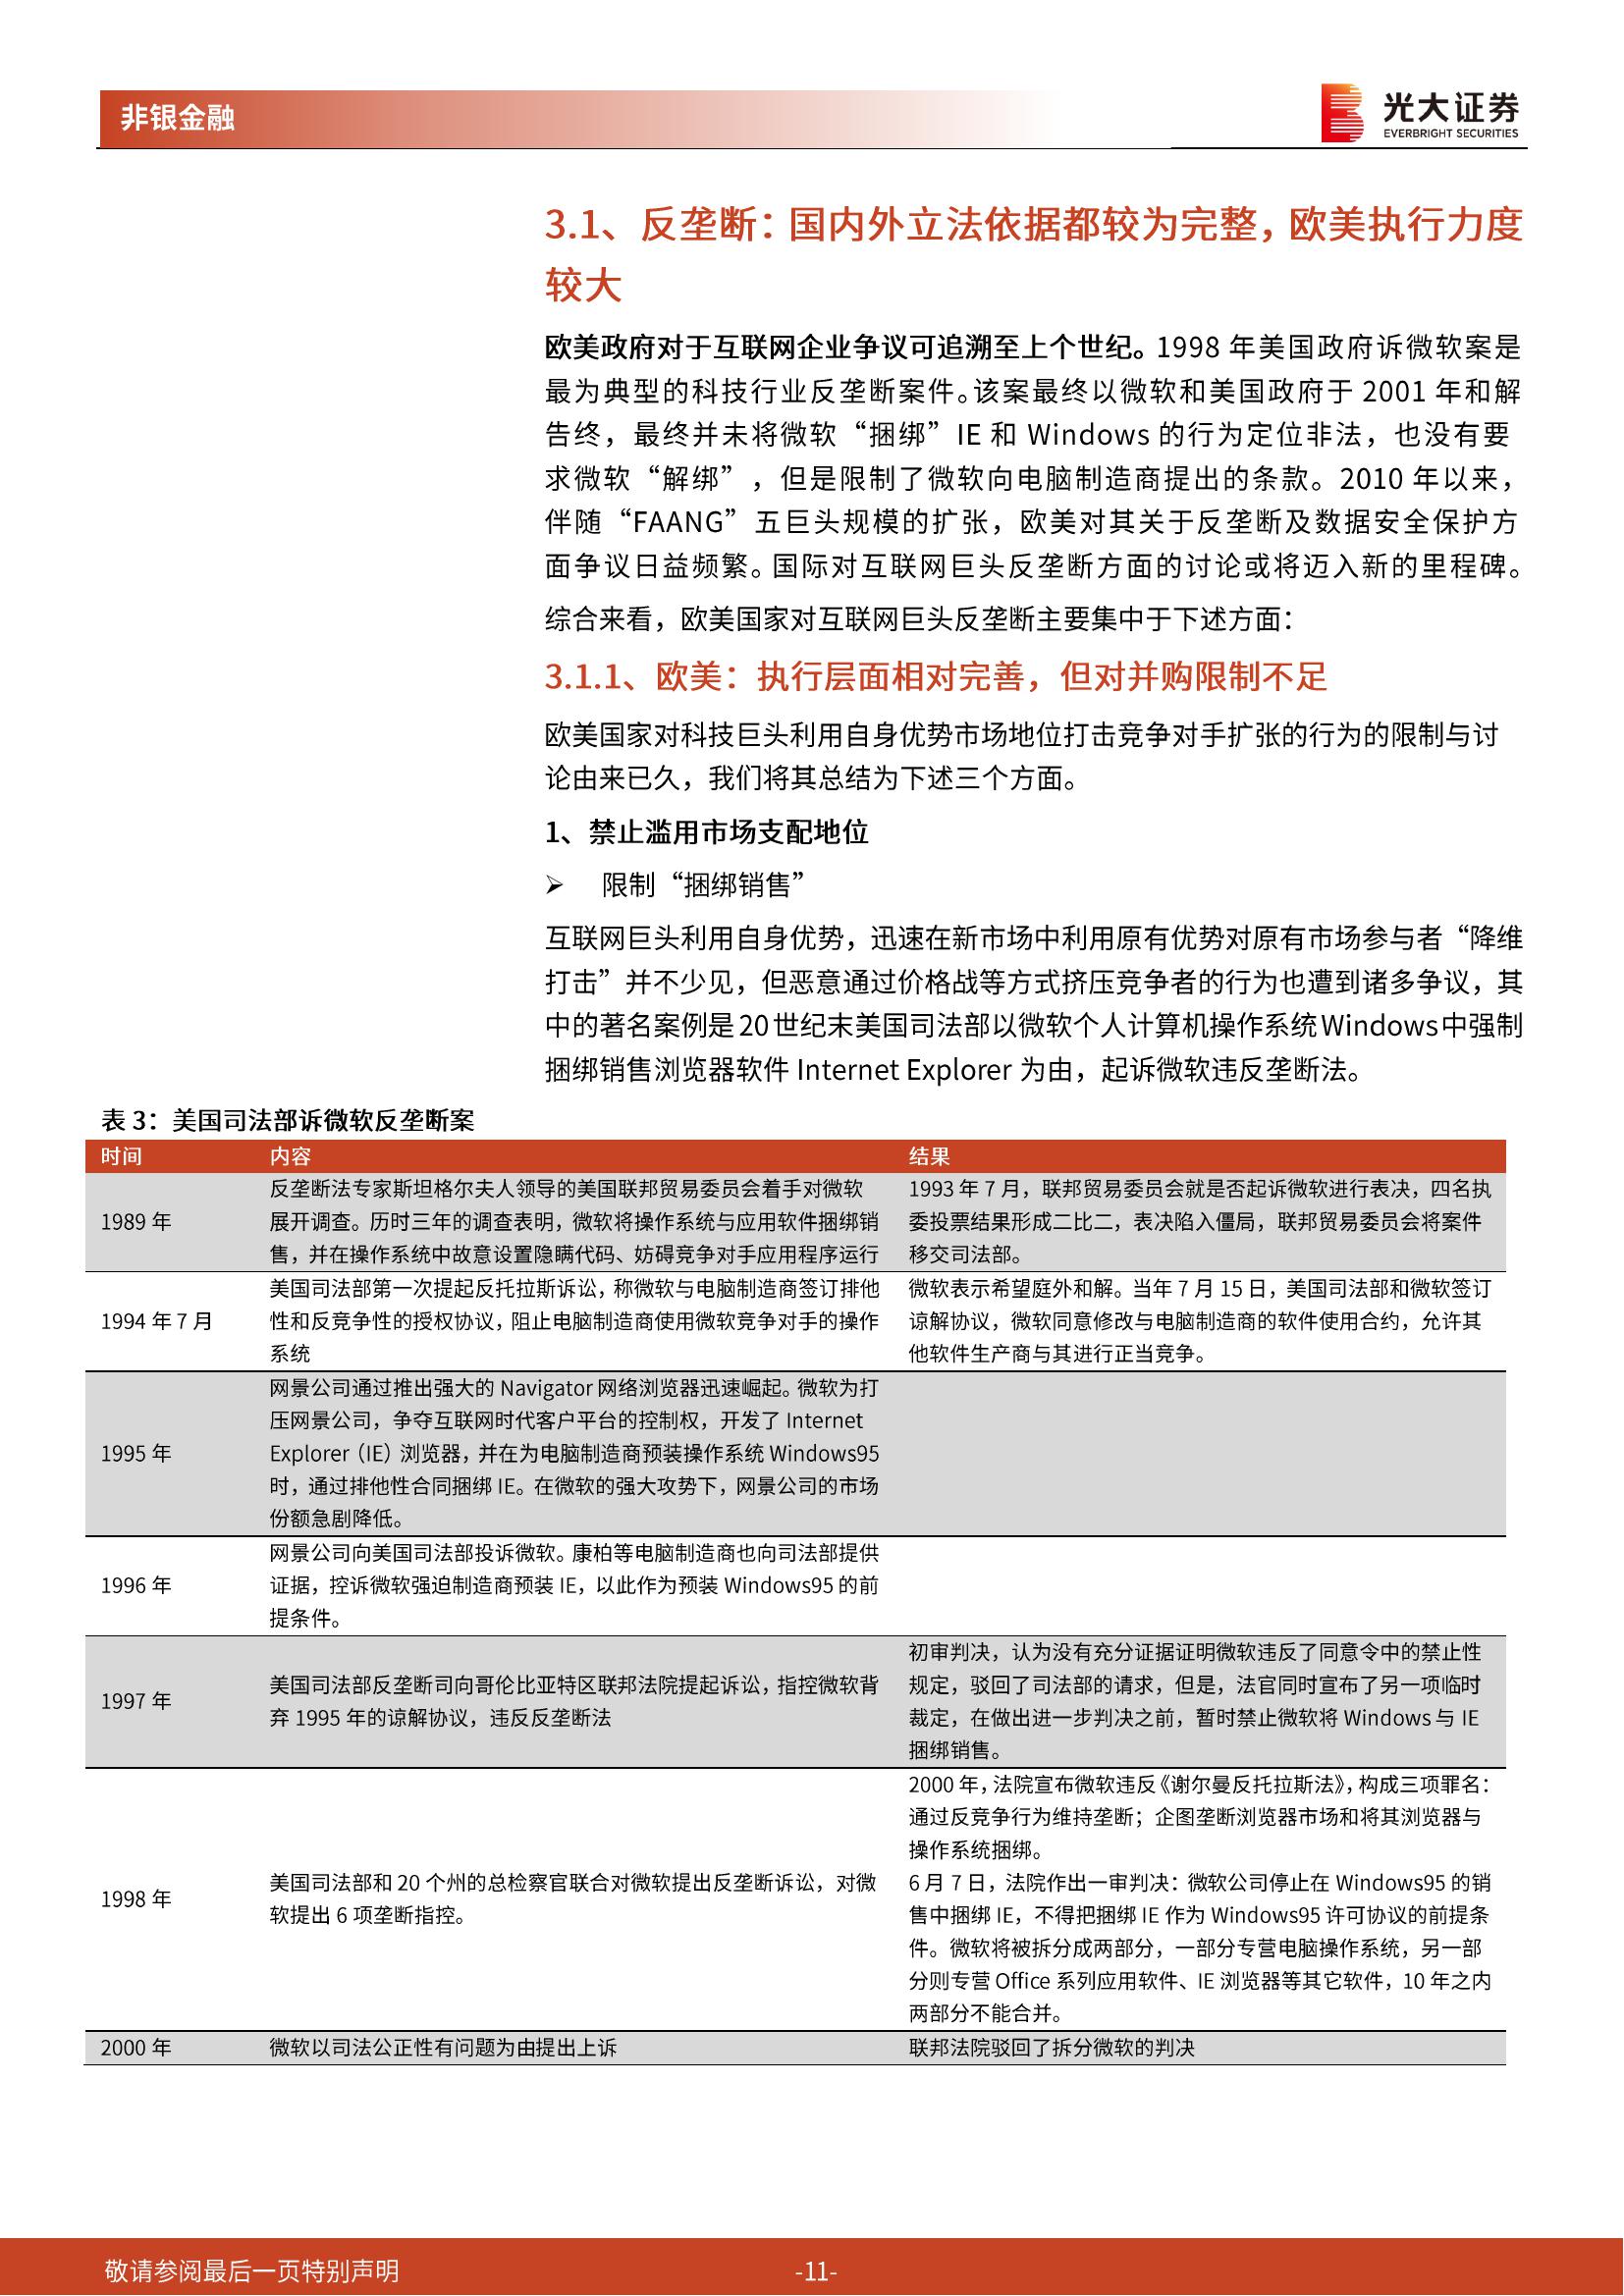 非银金融
光大证券
EVERBRIGHT SECURITIES
3.1、反垄断：国内外立法依据都较为完整，欧美执行力度
较大
欧美政府对于互联网企业争议可追溯至上个世纪。1998 年美国政府诉微软案是
最为典型的科技行业反垄断案件。该案最终以微软和美国政府于 2001 年和解
告终，最终并未将微软“捆绑”IE 和 Windows 的行为定位非法，也没有要
求微软“解绑”，但是限制了微软向电脑制造商提出的条款。2010 年以来，
伴随“FAANG”五巨头规模的扩张，欧美对其关于反垄断及数据安全保护方
面争议日益频繁。国际对互联网巨头反垄断方面的讨论或将迈入新的里程碑。
综合来看，欧美国家对互联网巨头反垄断主要集中于下述方面：
3.1.1、欧美：执行层面相对完善，但对并购限制不足
欧美国家对科技巨头利用自身优势市场地位打击竞争对手扩张的行为的限制与讨
论由来已久，我们将其总结为下述三个方面。
1、禁止滥用市场支配地位
➢ 限制“捆绑销售”
互联网巨头利用自身优势，迅速在新市场中利用原有优势对原有市场参与者“降维
打击”并不少见，但恶意通过价格战等方式挤压竞争者的行为也遭到诸多争议，其
中的著名案例是 20 世纪末美国司法部以微软个人计算机操作系统 Windows 中强制
捆绑销售浏览器软件 Internet Explorer 为由，起诉微软违反垄断法。
表 3：美国司法部诉微软反垄断案
时间 内容 结果
1989 年
反垄断法专家斯坦格尔夫人领导的美国联邦贸易委员会着手对微软
展开调查。历时三年的调查表明，微软将操作系统与应用软件捆绑销
售，并在操作系统中故意设置隐瞒代码、妨碍竞争对手应用程序运行
1993 年 7 月，联邦贸易委员会就是否起诉微软进行表决，四名执
委投票结果形成二比二，表决陷入僵局，联邦贸易委员会将案件
移交司法部。
1994 年 7 月
美国司法部第一次提起反托拉斯诉讼，称微软与电脑制造商签订排他
性和反竞争性的授权协议，阻止电脑制造商使用微软竞争对手的操作
系统
微软表示希望庭外和解。当年 7 月 15 日，美国司法部和微软签订
谅解协议，微软同意修改与电脑制造商的软件使用合约，允许其
他软件生产商与其进行正当竞争。
1995 年
网景公司通过推出强大的 Navigator 网络浏览器迅速崛起。微软为打
压网景公司，争夺互联网时代客户平台的控制权，开发了 Internet
Explorer（IE）浏览器，并在为电脑制造商预装操作系统 Windows95
时，通过排他性合同捆绑 IE。在微软的强大攻势下，网景公司的市场
份额急剧降低。
1996 年
网景公司向美国司法部投诉微软。康柏等电脑制造商也向司法部提供
证据，控诉微软强迫制造商预装 IE，以此作为预装 Windows95 的前
提条件。
1997 年
美国司法部反垄断司向哥伦比亚特区联邦法院提起诉讼，指控微软背
弃 1995 年的谅解协议，违反反垄断法
初审判决，认为没有充分证据证明微软违反了同意令中的禁止性
规定，驳回了司法部的请求，但是，法官同时宣布了另一项临时
裁定，在做出进一步判决之前，暂时禁止微软将 Windows 与 IE
捆绑销售。
1998 年
美国司法部和 20 个州的总检察官联合对微软提出反垄断诉讼，对微
软提出 6 项垄断指控。
2000 年，法院宣布微软违反《谢尔曼反托拉斯法》，构成三项罪名：
通过反竞争行为维持垄断；企图垄断浏览器市场和将其浏览器与
操作系统捆绑。
6 月 7 日，法院作出一审判决：微软公司停止在 Windows95 的销
售中捆绑 IE，不得把捆绑 IE 作为 Windows95 许可协议的前提条
件。微软将被拆分成两部分，一部分专营电脑操作系统，另一部
分则专营 Office 系列应用软件、IE 浏览器等其它软件，10 年之内
两部分不能合并。
2000 年 微软以司法公正性有问题为由提出上诉 联邦法院驳回了拆分微软的判决
敬请参阅最后一页特别声明 -11-